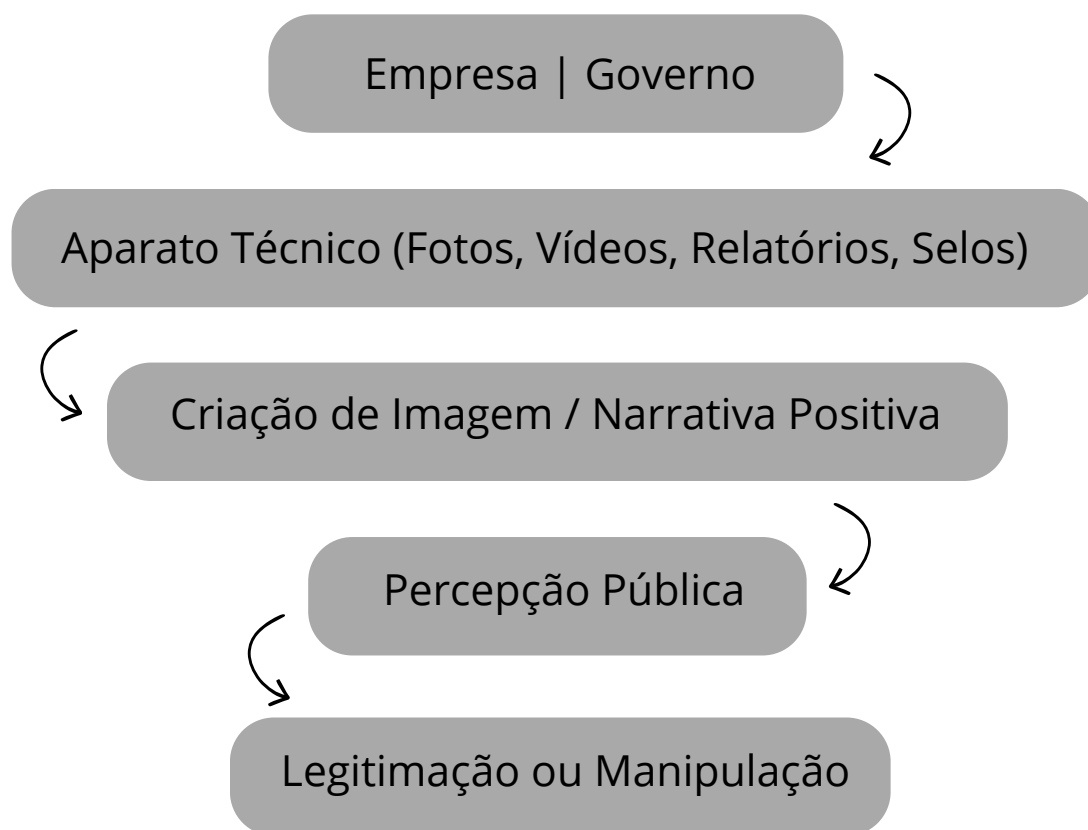 Empresa | Governo
Aparato Técnico (Fotos, Vídeos, Relatórios, Selos)
Criação de Imagem / Narrativa Positiva
Percepção Pública
Legitimação ou Manipulação